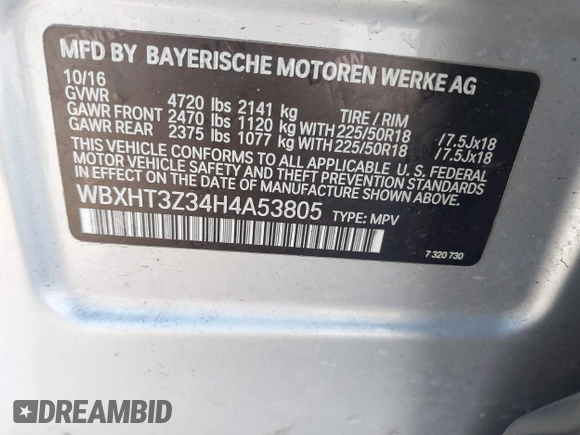 MFD BY BAYERISCHE MOTOREN WERKE AG
10/16
GVWR 4720 lbs 2141 kg TIRE / RIM
GAWR FRONT 2470 lbs 1120 kg WITH 225/50R18 /7.5Jx18
GAWR REAR 2375 lbs 1077 kg WITH 225/50R18 /7.5Jx18
THIS VEHICLE CONFORMS TO ALL APPLICABLE U. S. FEDERAL
MOTOR VEHICLE SAFETY AND THEFT PREVENTION STANDARDS
IN EFFECT ON THE DATE OF MANUFACTURE SHOWN ABOVE.
WBXHT3Z34H4A53805 TYPE: MPV
7 320 730
DREAMBID